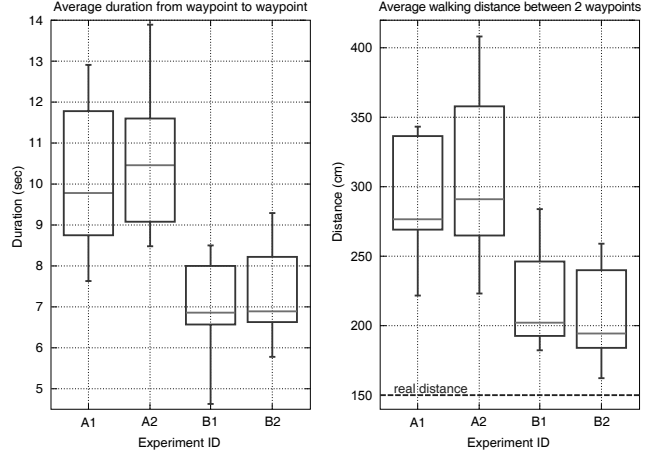 Average duration from waypoint to waypoint
14
13
12
11
10
9
8
7
6
5
Duration (sec)
A1 A2 B1 B2
Experiment ID
Average walking distance between 2 waypoints
400
350
300
250
200
150
Distance (cm)
real distance
A1 A2 B1 B2
Experiment ID